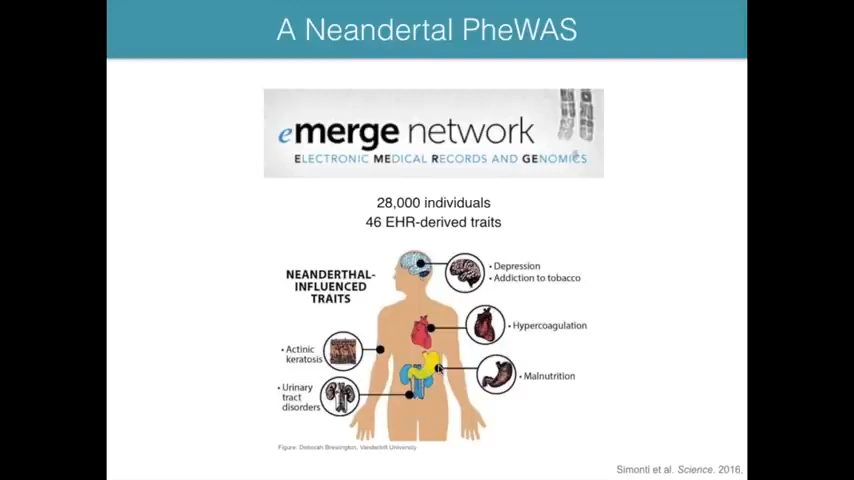 A Neandertal PheWAS
emerge network
ELECTRONIC MEDICAL RECORDS AND GENOMICS
28,000 individuals
46 EHR-derived traits
NEANDERTHAL-
INFLUENCED
TRAITS
• Depression
• Addiction to tobacco
• Hypercoagulation
• Actinic
keratosis
• Malnutrition
• Urinary
tract
disorders
Figure: Deborah Brewington, Vanderbilt University
Simonti et al. Science. 2016.